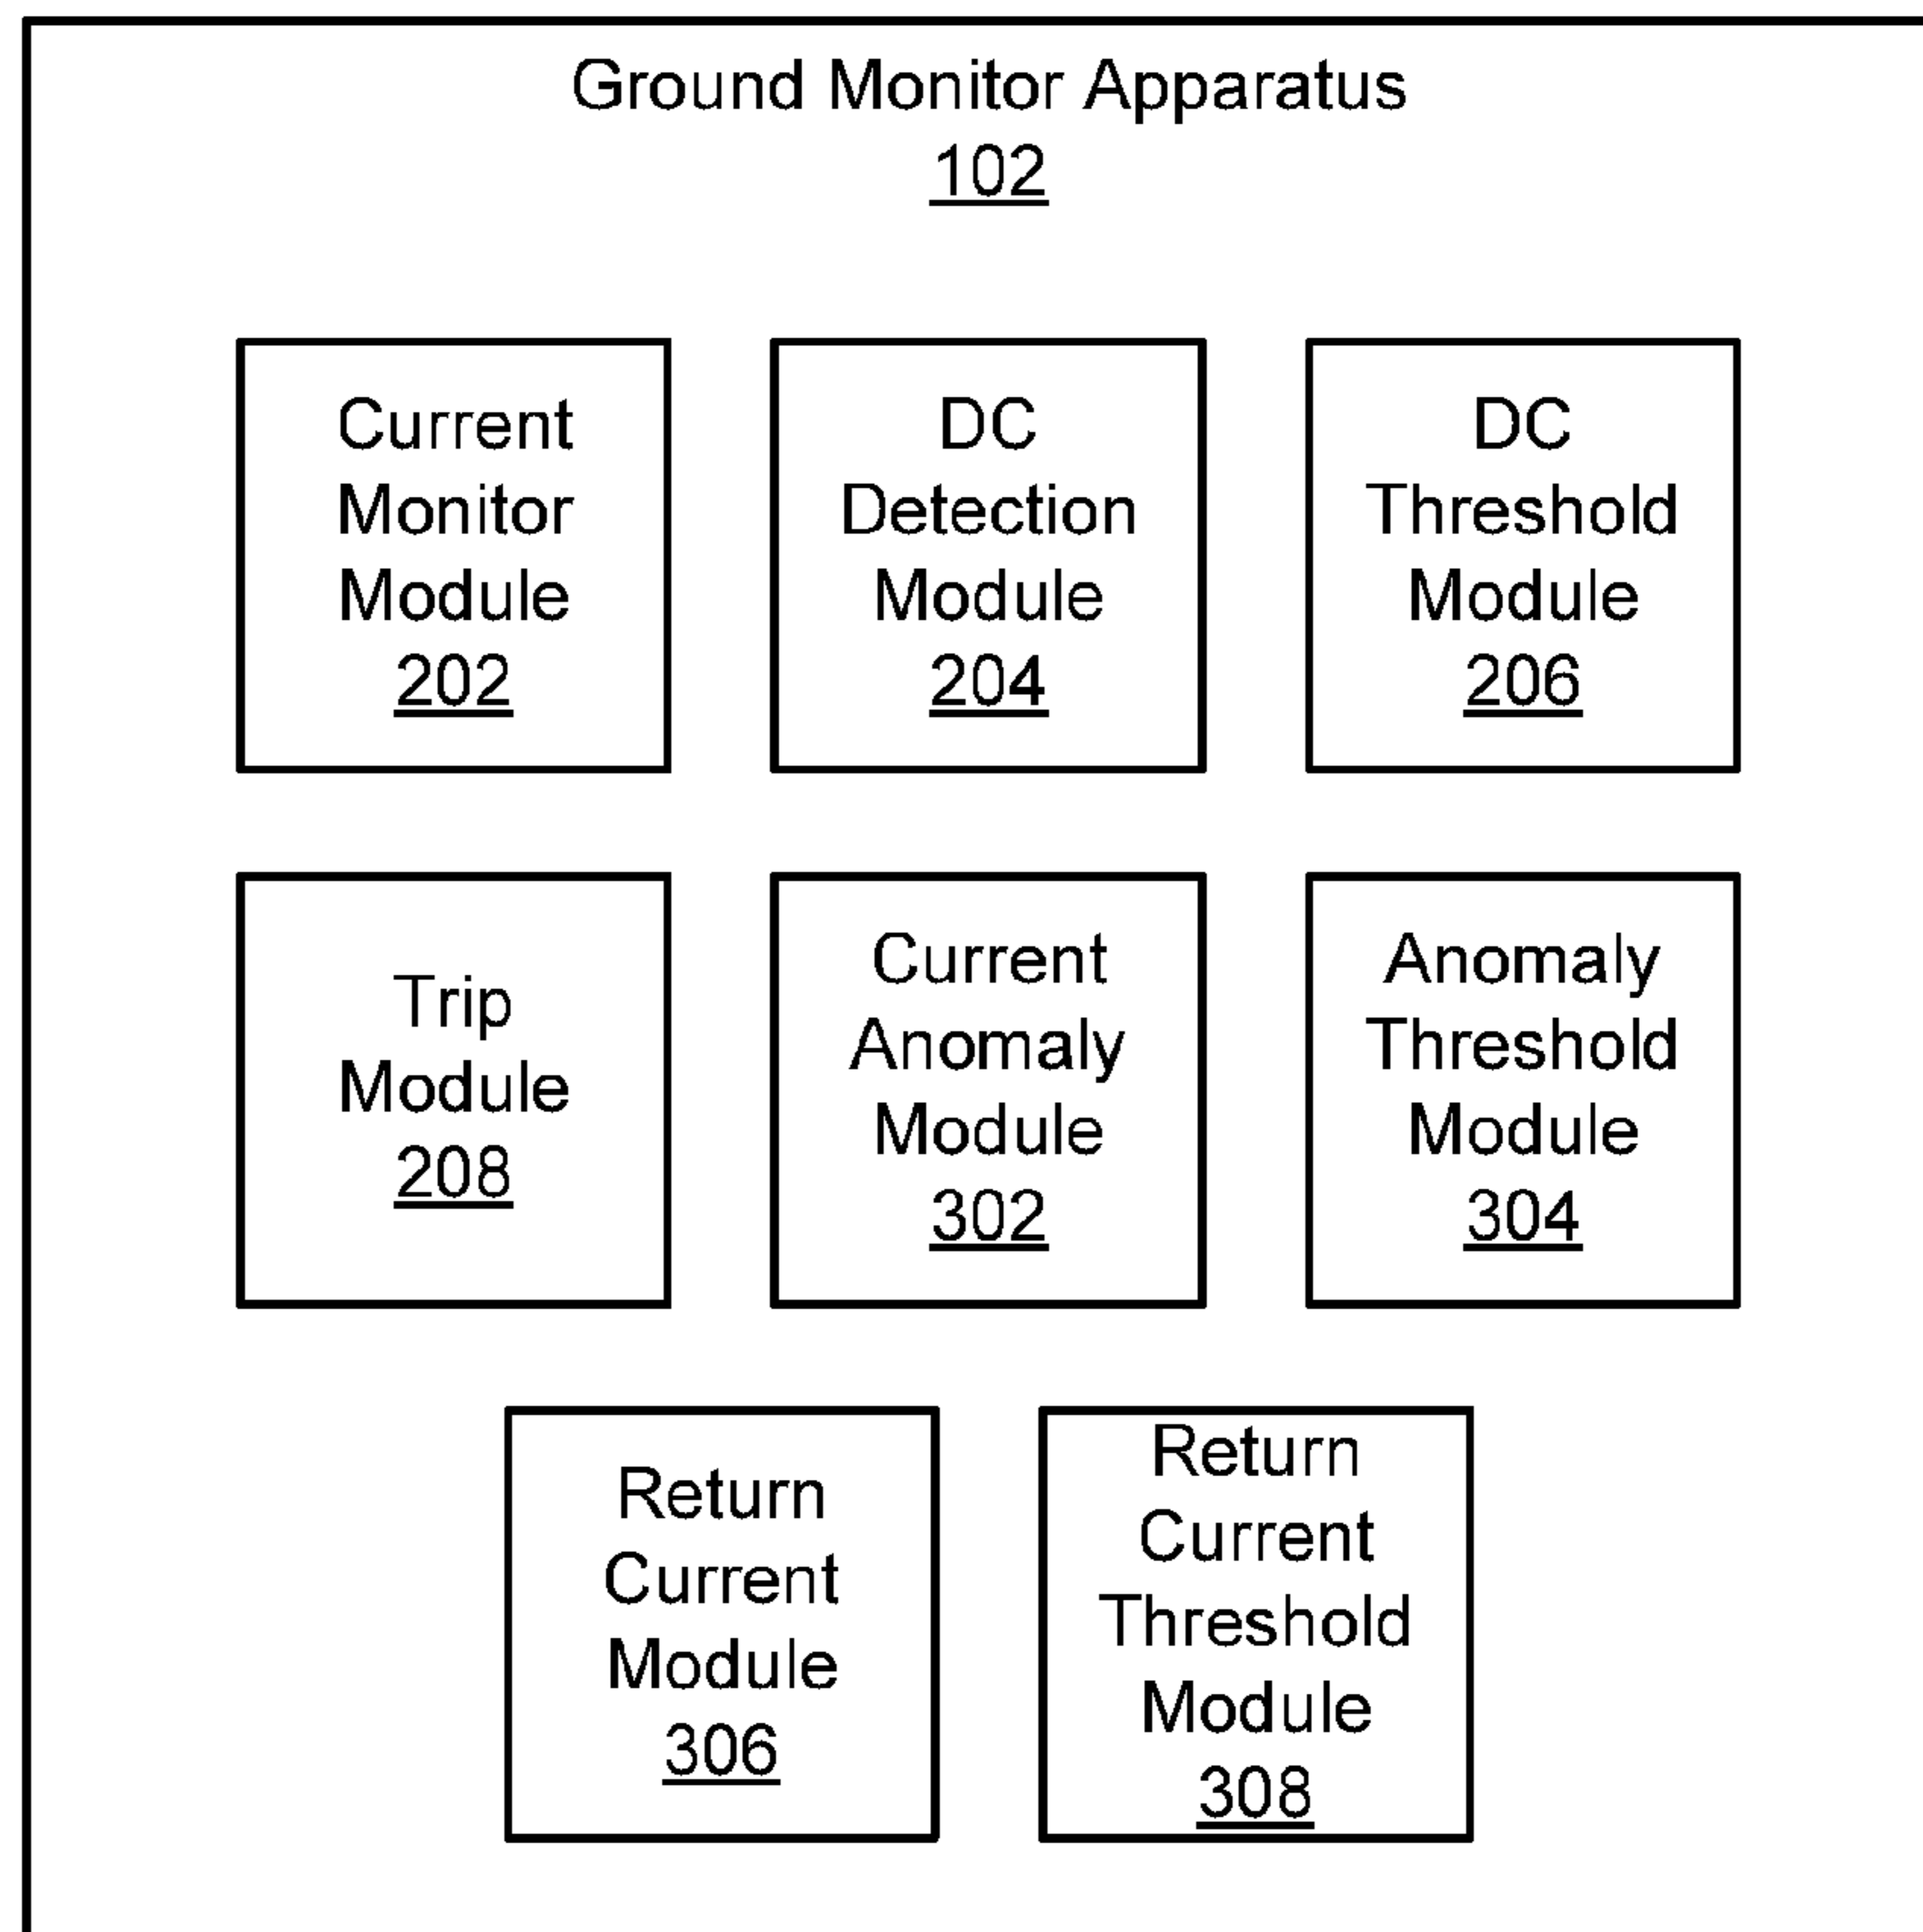 Ground Monitor Apparatus
102
Current
Monitor
Module
202
DC
Detection
Module
204
DC
Threshold
Module
206
Trip
Module
208
Current
Anomaly
Module
302
Anomaly
Threshold
Module
304
Return
Current
Module
306
Return
Current
Threshold
Module
308